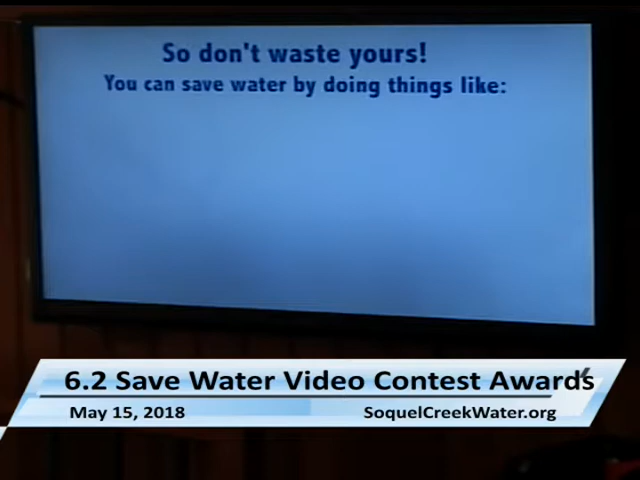 So don't waste yours!
You can save water by doing things like:
6.2 Save Water Video Contest Awards
May 15, 2018
SoquelCreekWater.org